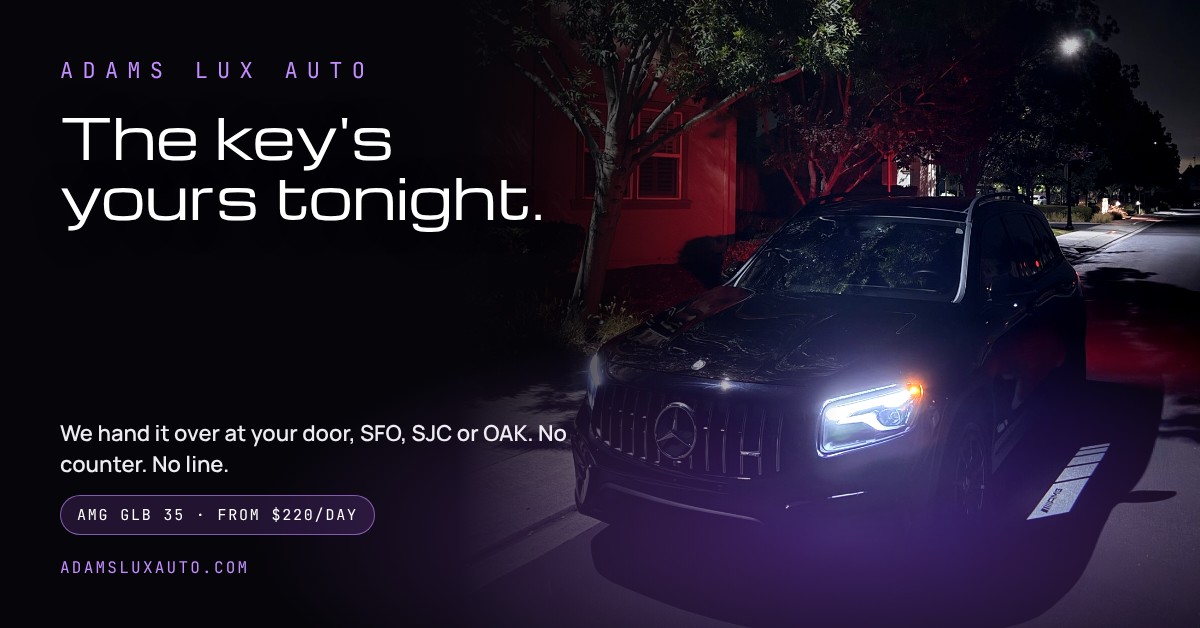 ADAMS LUX AUTO
The key's
yours tonight.
We hand it over at your door, SFO, SJC or OAK. No
counter. No line.
AMG GLB 35 · FROM $220/DAY
ADAMSLUXAUTO.COM
AMG